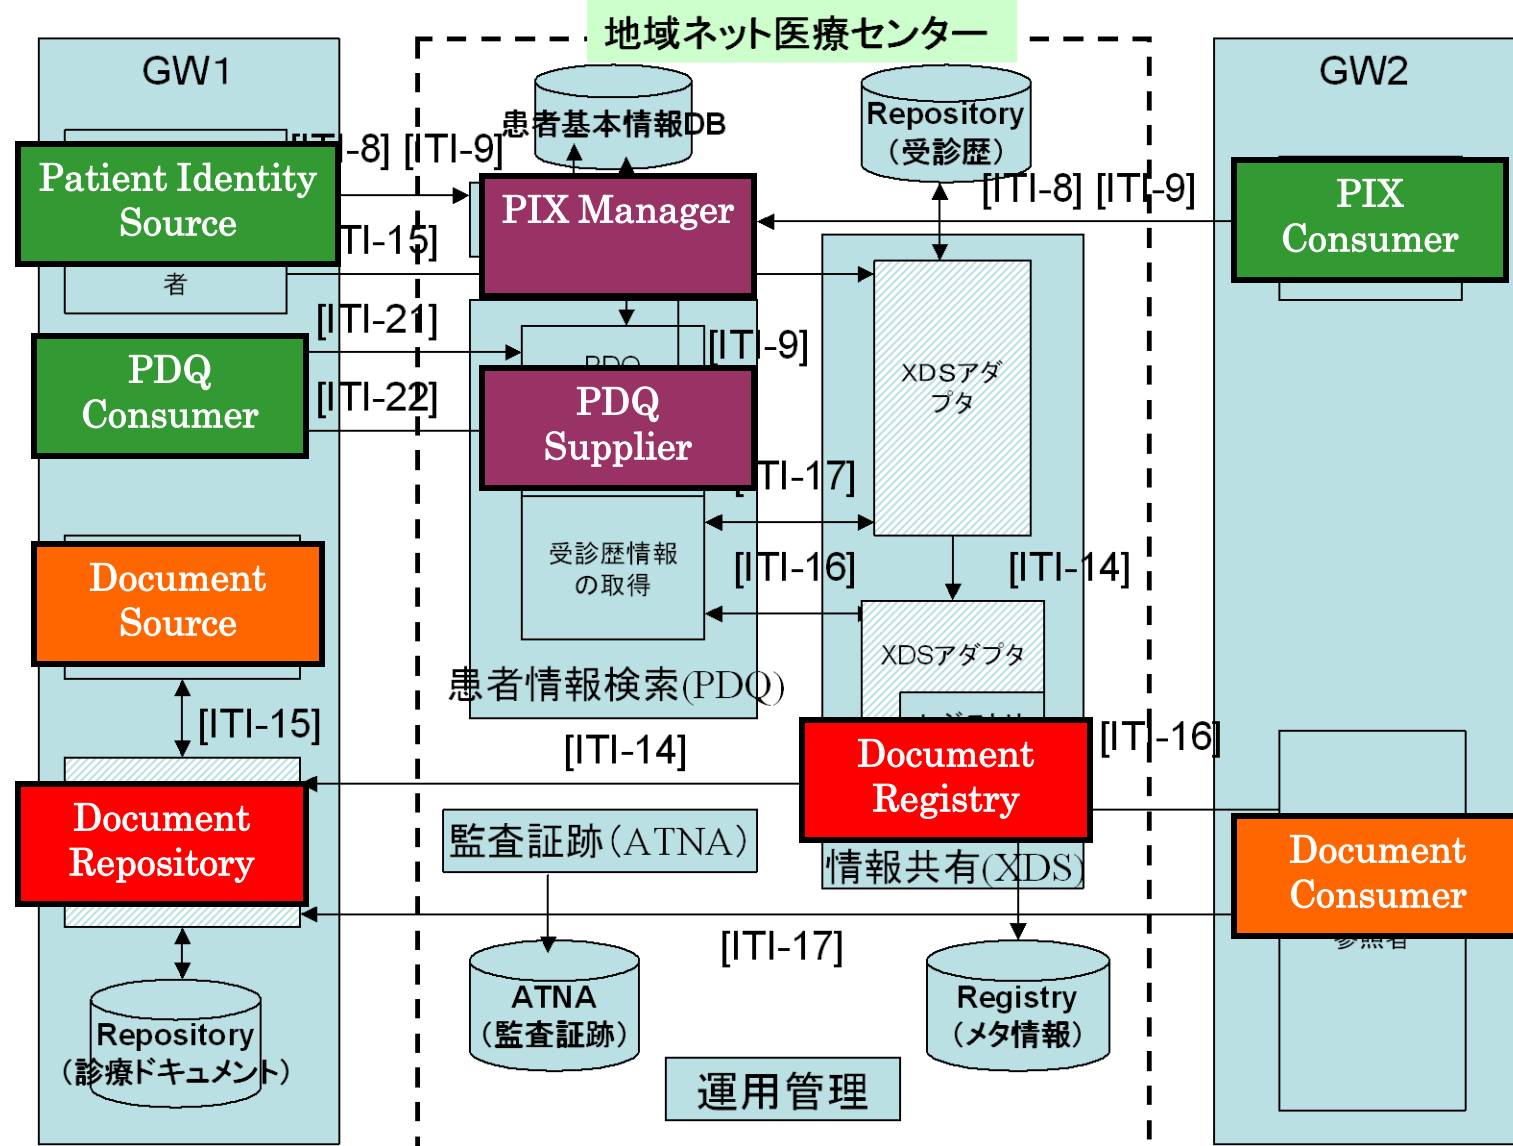 地域ネット医療センター
GW1
GW2
患者基本情報DB
Repository
（受診歴）
[ITI-8] [ITI-9]
[ITI-8] [ITI-9]
Patient Identity
Source
者
PIX Manager
PIX
Consumer
ITI-15]
[ITI-21]
[ITI-22]
PDQ
Consumer
PDQ
PDQ
Supplier
[ITI-9]
XDSアダ
プタ
[ITI-17]
受診歴情報
の取得
[ITI-16]
[ITI-14]
Document
Source
XDSアダプタ
患者情報検索(PDQ)
[ITI-15]
[ITI-14]
Document
Registry
[ITI-16]
Document
Repository
監査証跡（ATNA）
情報共有(XDS)
Document
Consumer
参照者
[ITI-17]
Repository
（診療ドキュメント）
ATNA
（監査証跡）
Registry
（メタ情報）
運用管理